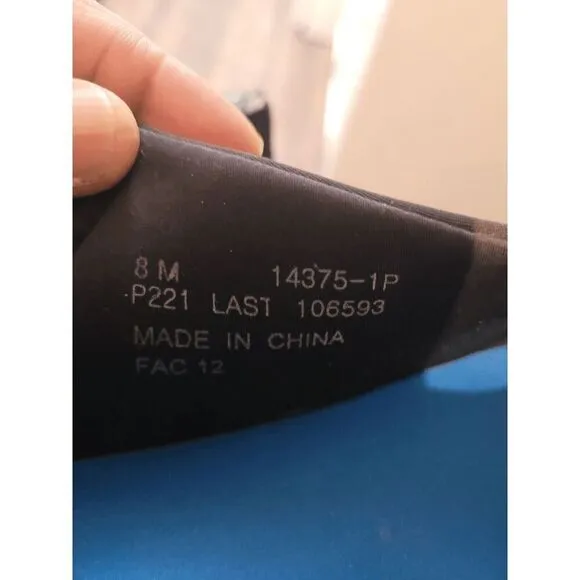 8 M 14375-1P
P221 LAST 106593
MADE IN CHINA
FAC 12